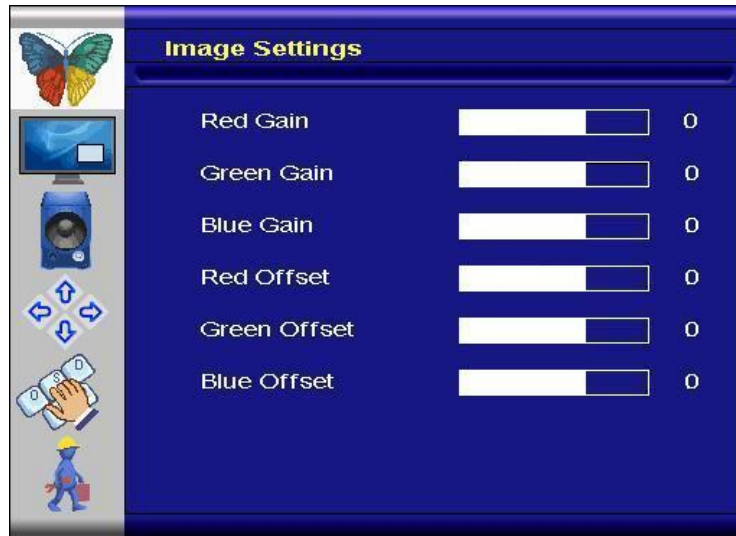 Image Settings
Red Gain 0
Green Gain 0
Blue Gain 0
Red Offset 0
Green Offset 0
Blue Offset 0
O S D